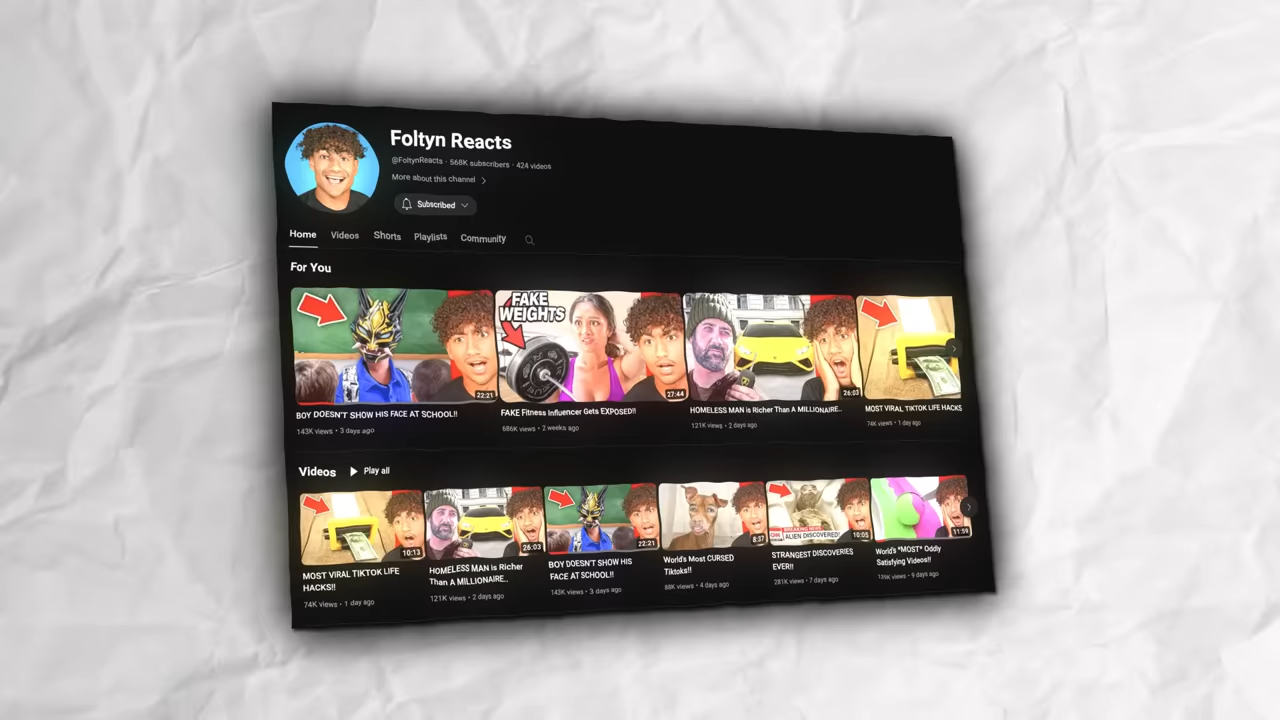 Foltyn Reacts
@FoltynReacts · 568K subscribers · 424 videos
More about this channel
Subscribed
Home Videos Shorts Playlists Community
For You
FAKE
WEIGHTS
22:21
27:44
26:03
BOY DOESN'T SHOW HIS FACE AT SCHOOL!!
143K views • 3 days ago
FAKE Fitness Influencer Gets EXPOSED!!
686K views • 2 weeks ago
HOMELESS MAN is Richer Than A MILLIONAIRE..
121K views • 2 days ago
MOST VIRAL TIKTOK LIFE HACKS
74K views • 1 day ago
Videos Play all
BREAKING NEWS
CNN ALIEN DISCOVERED!
10:13
26:03
22:21
8:37
10:05
11:59
MOST VIRAL TIKTOK LIFE
HACKS!!
74K views • 1 day ago
HOMELESS MAN is Richer
Than A MILLIONAIRE..
121K views • 2 days ago
BOY DOESN'T SHOW HIS
FACE AT SCHOOL!!
143K views • 3 days ago
World's Most CURSED
Tiktoks!!
88K views • 4 days ago
STRANGEST DISCOVERIES
EVER!!
281K views • 7 days ago
World's *MOST* Oddly
Satisfying Videos!!
139K views • 9 days ago